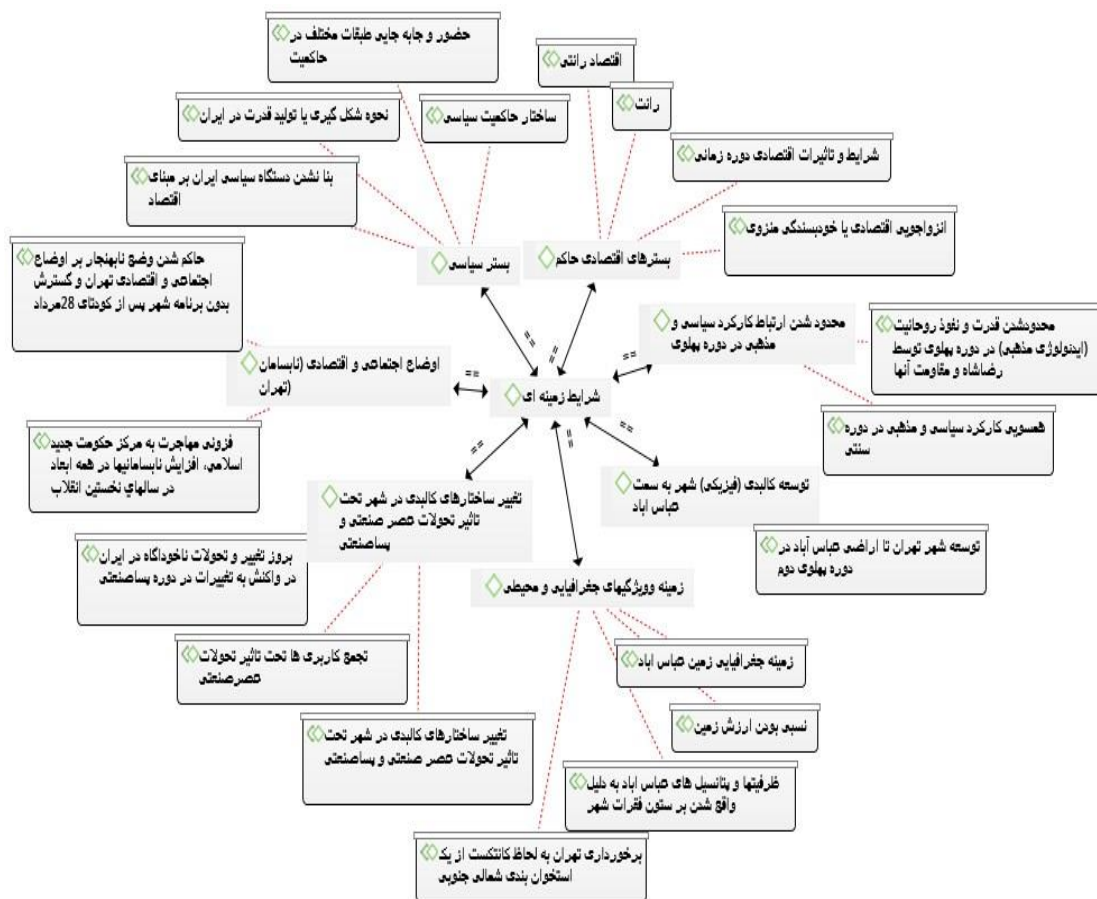 حضور و جابه جایی طبقات مختلف در
حاکمیت
اقتصاد رانتی
رانت
نحوه شکل گیری یا تولید قدرت در ایران
ساختار حاکمیت سیاسی
شرایط و تاثیرات اقتصادی دوره زمانی
بنا نشدن دستگاه سیاسی ایران بر مبنای
اقتصاد
انزواجویی اقتصادی یا خودبسندگی منزوی
حاکم شدن وضع نابهنجار بر اوضاع
اجتماعی و اقتصادی تهران و گسترش
بدون برنامه شهر پس از کودتای 28مرداد
بستر سیاسی
بسترهای اقتصادی حاکم
محدود شدن ارتباط کارکرد سیاسی و
مذهبی در دوره پهلوی
محدودشدن قدرت و نفوذ روحانیت
(ایدئولوژی مذهبی) در دوره پهلوی توسط
رضاشاه و مقاومت آنها
اوضاع اجتماعی و اقتصادی (نابسامان
تهران)
شرایط زمینه ای
همسویی کارکرد سیاسی و مذهبی در دوره
سنتی
فزونی مهاجرت به مرکز حکومت جدید
اسلامی، افزایش نابسامانیها در همه ابعاد
در سالهاي نخستین انقلاب
تغییر ساختارهای کالبدی در شهر تحت
تاثیر تحولات عصر صنعتی و
پساصنعتی
توسعه کالبدی (فیزیکی) شهر به سمت
عباس اباد
توسعه شهر تهران تا اراضی عباس آباد در
دوره پهلوی دوم
بروز تغییر و تحولات ناخوداگاه در ایران
در واکنش به تغییرات در دوره پساصنعتی
زمینه وویژگیهای جغرافیایی و محیطی
تجمع کاربری ها تحت تاثیر تحولات
عصرصنعتی
زمینه جغرافیایی زمین عباس اباد
نسبی بودن ارزش زمین
تغییر ساختارهای کالبدی در شهر تحت
تاثیر تحولات عصر صنعتی و پساصنعتی
ظرفیتها و پتانسیل های عباس اباد به دلیل
واقع شدن بر ستون فقرات شهر
برخورداری تهران به لحاظ کانتکست از یک
استخوان بندی شمالی جنوبی